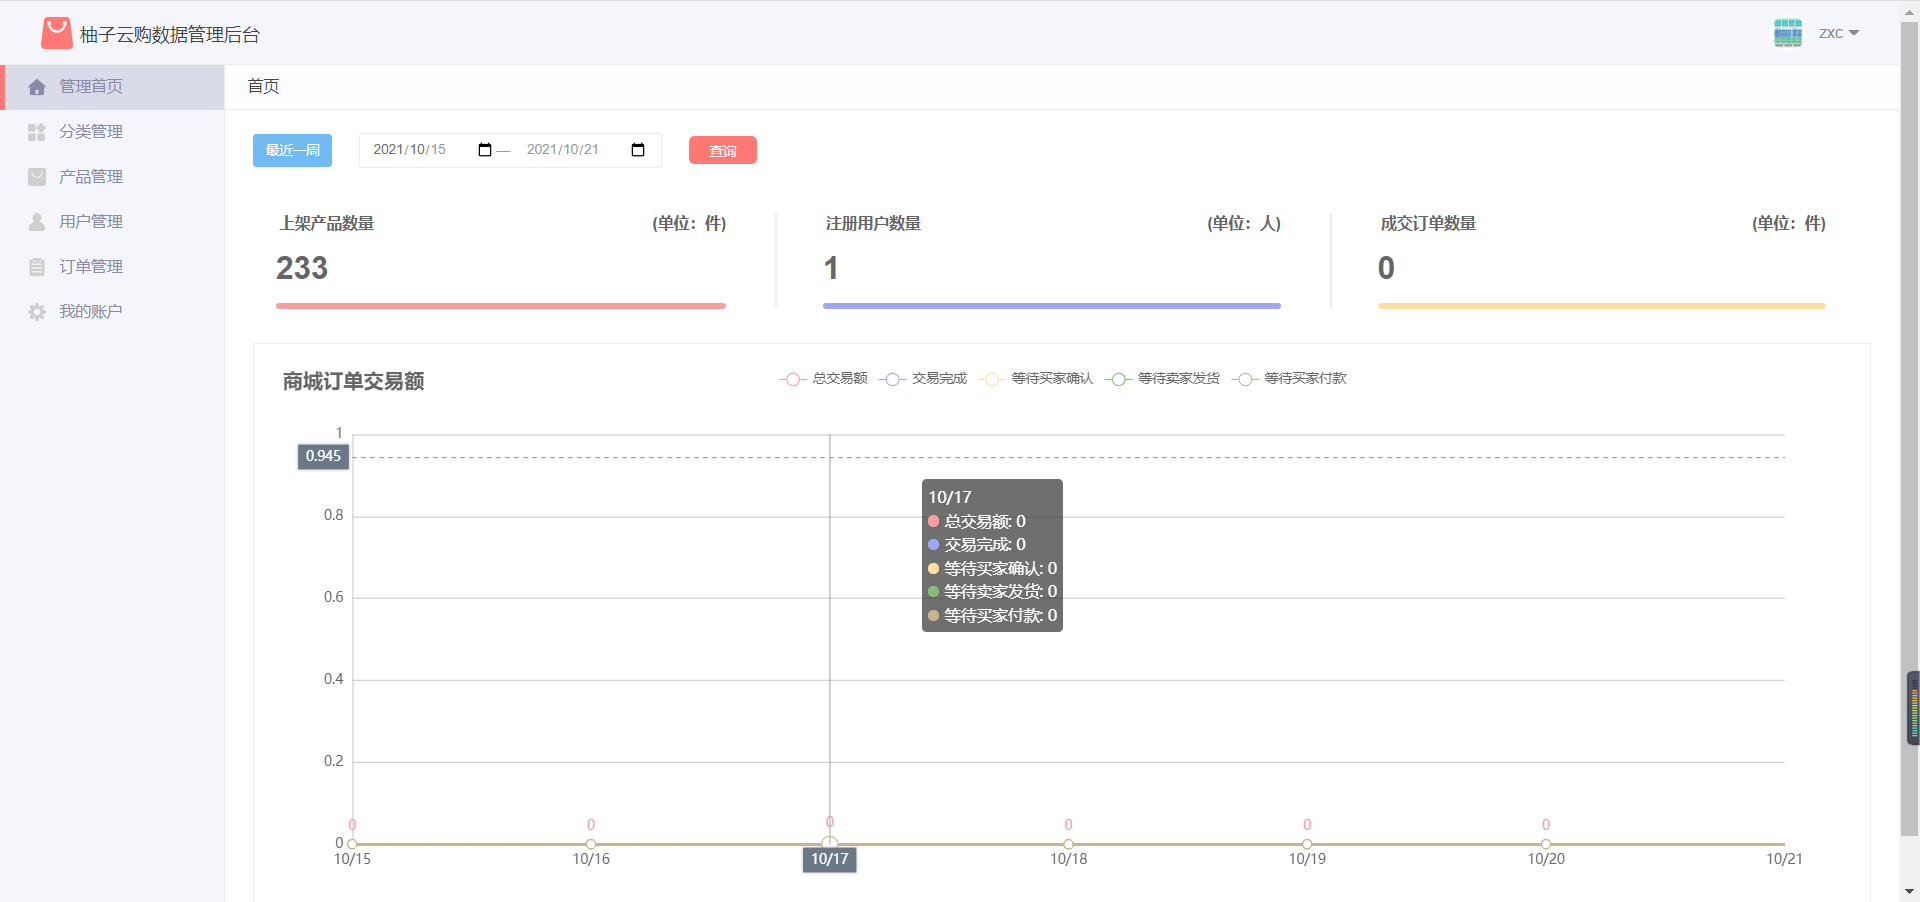 柚子云购数据管理后台
zxc
管理首页
首页
分类管理
产品管理
用户管理
订单管理
我的账户
最近一周
2021/10/15
—
2021/10/21
查询
上架产品数量
(单位：件)
233
注册用户数量
(单位：人)
1
成交订单数量
(单位：件)
0
商城订单交易额
总交易额
交易完成
等待买家确认
等待卖家发货
等待买家付款
1
0.945
0.8
0.6
0.4
0.2
0
10/17
总交易额: 0
交易完成: 0
等待买家确认: 0
等待卖家发货: 0
等待买家付款: 0
0
0
0
0
0
0
10/15
10/16
10/17
10/18
10/19
10/20
10/21